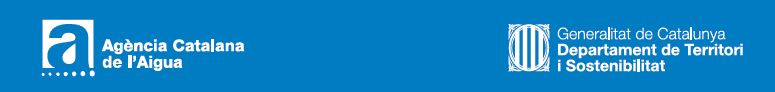 Agència Catalana
de l'Aigua
Generalitat de Catalunya
Departament de Territori
i Sostenibilitat